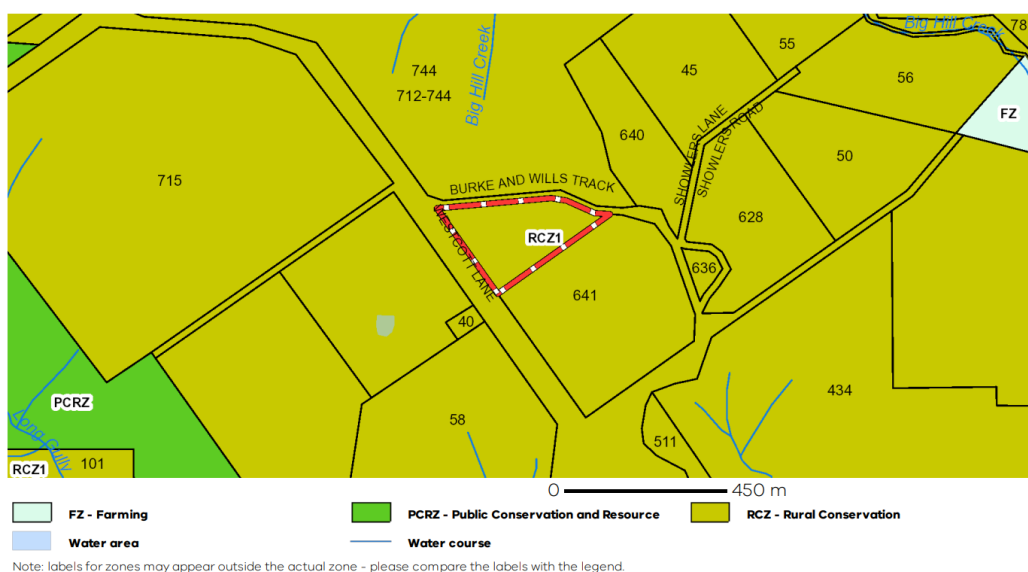 78
Big Hill Creek
55
744
45
56
712-744
Big Hill Creek
FZ
640
SHOWLERS LANE
SHOWLERS ROAD
50
715
BURKE AND WILLS TRACK
628
WESTCOTT LANE
RCZ1
636
641
40
434
PCRZ
58
Long Gully
511
RCZ1
101
0 450 m
FZ - Farming
PCRZ - Public Conservation and Resource
RCZ - Rural Conservation
Water area
Water course
Note: labels for zones may appear outside the actual zone - please compare the labels with the legend.